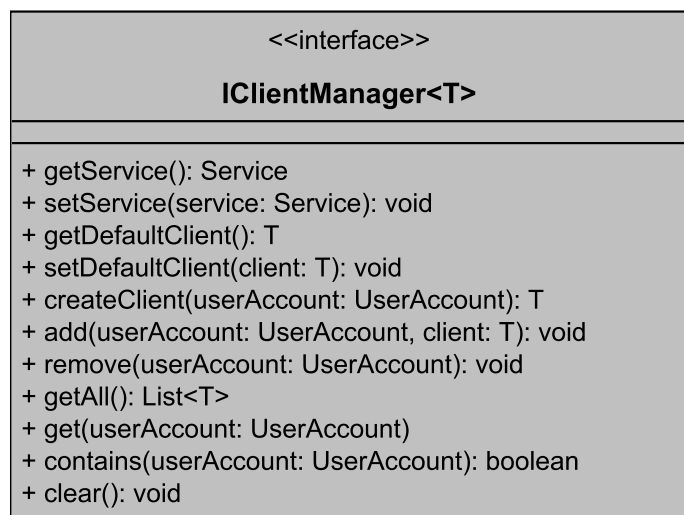 <<interface>>
IClientManager<T>
+ getService(): Service
+ setService(service: Service): void
+ getDefaultClient(): T
+ setDefaultClient(client: T): void
+ createClient(userAccount: UserAccount): T
+ add(userAccount: UserAccount, client: T): void
+ remove(userAccount: UserAccount): void
+ getAll(): List<T>
+ get(userAccount: UserAccount)
+ contains(userAccount: UserAccount): boolean
+ clear(): void